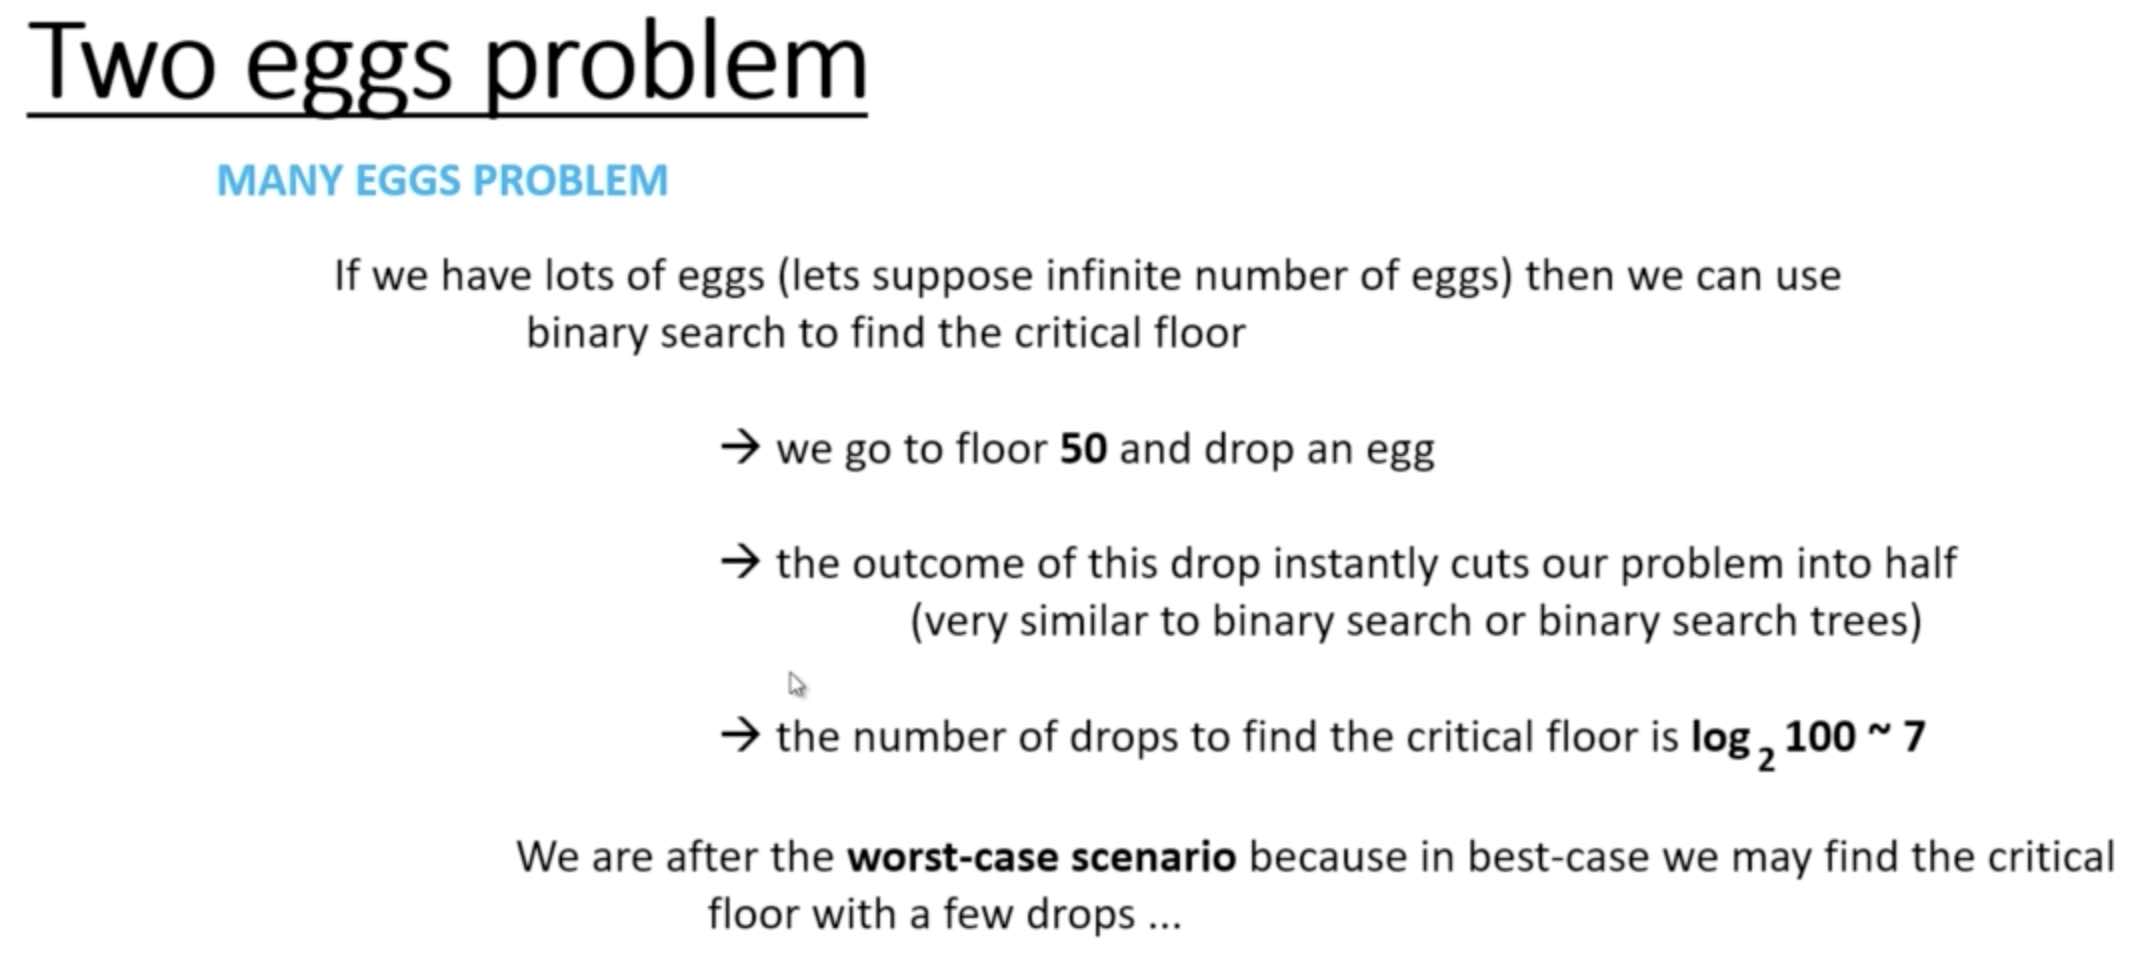 Two eggs problem
MANY EGGS PROBLEM
If we have lots of eggs (lets suppose infinite number of eggs) then we can use
binary search to find the critical floor
→ we go to floor 50 and drop an egg
→ the outcome of this drop instantly cuts our problem into half
(very similar to binary search or binary search trees)
→ the number of drops to find the critical floor is log₂ 100 ~ 7
We are after the worst-case scenario because in best-case we may find the critical
floor with a few drops ...